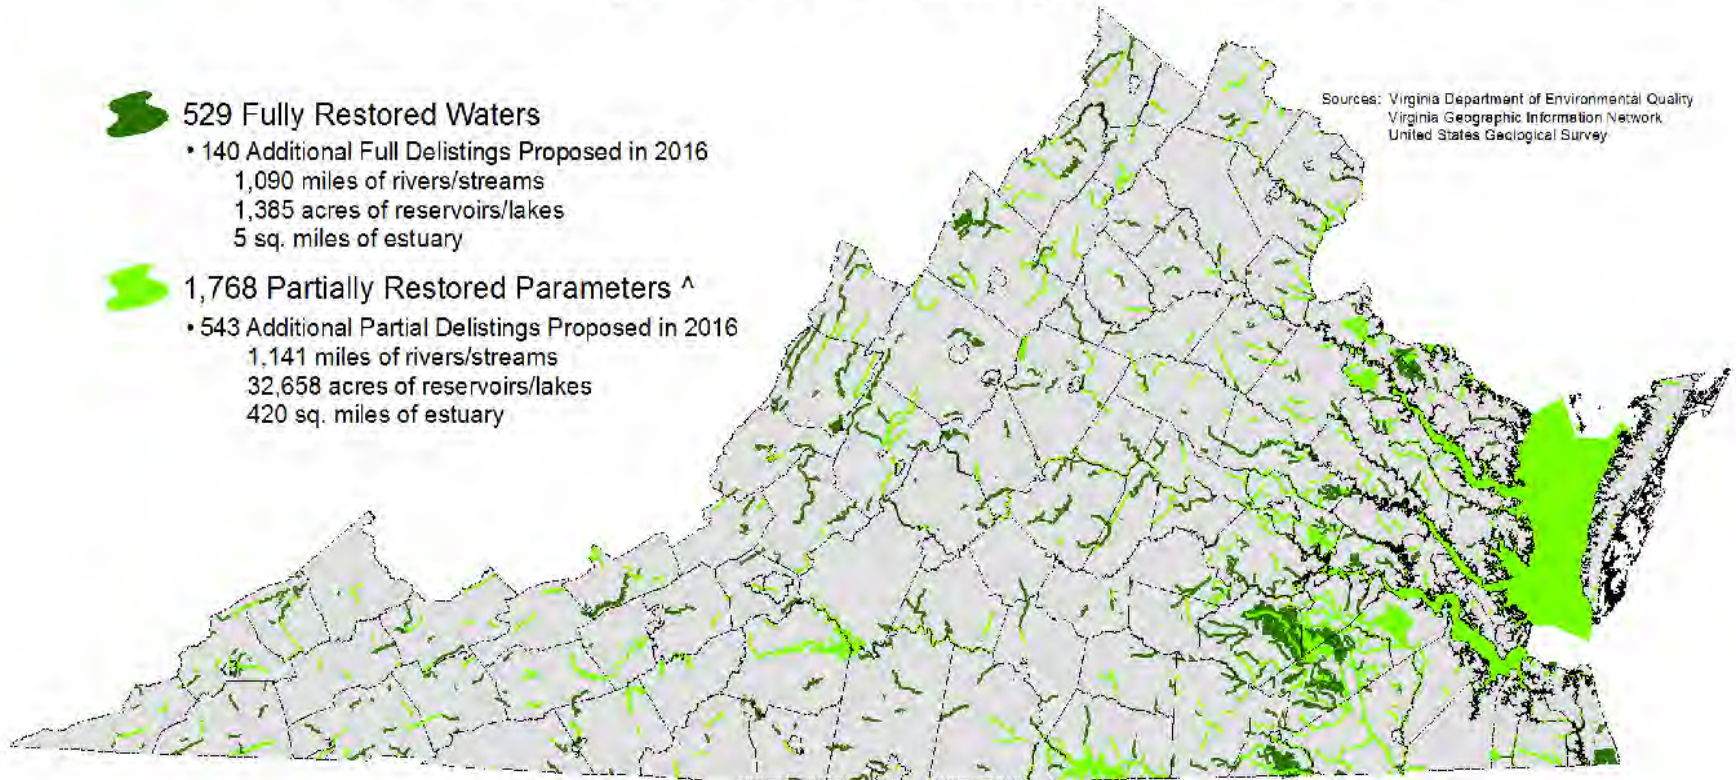 529 Fully Restored Waters
• 140 Additional Full Delistings Proposed in 2016
1,090 miles of rivers/streams
1,385 acres of reservoirs/lakes
5 sq. miles of estuary
1,768 Partially Restored Parameters ^
• 543 Additional Partial Delistings Proposed in 2016
1,141 miles of rivers/streams
32,658 acres of reservoirs/lakes
420 sq. miles of estuary
Sources: Virginia Department of Environmental Quality
Virginia Geographic Information Network
United States Geological Survey